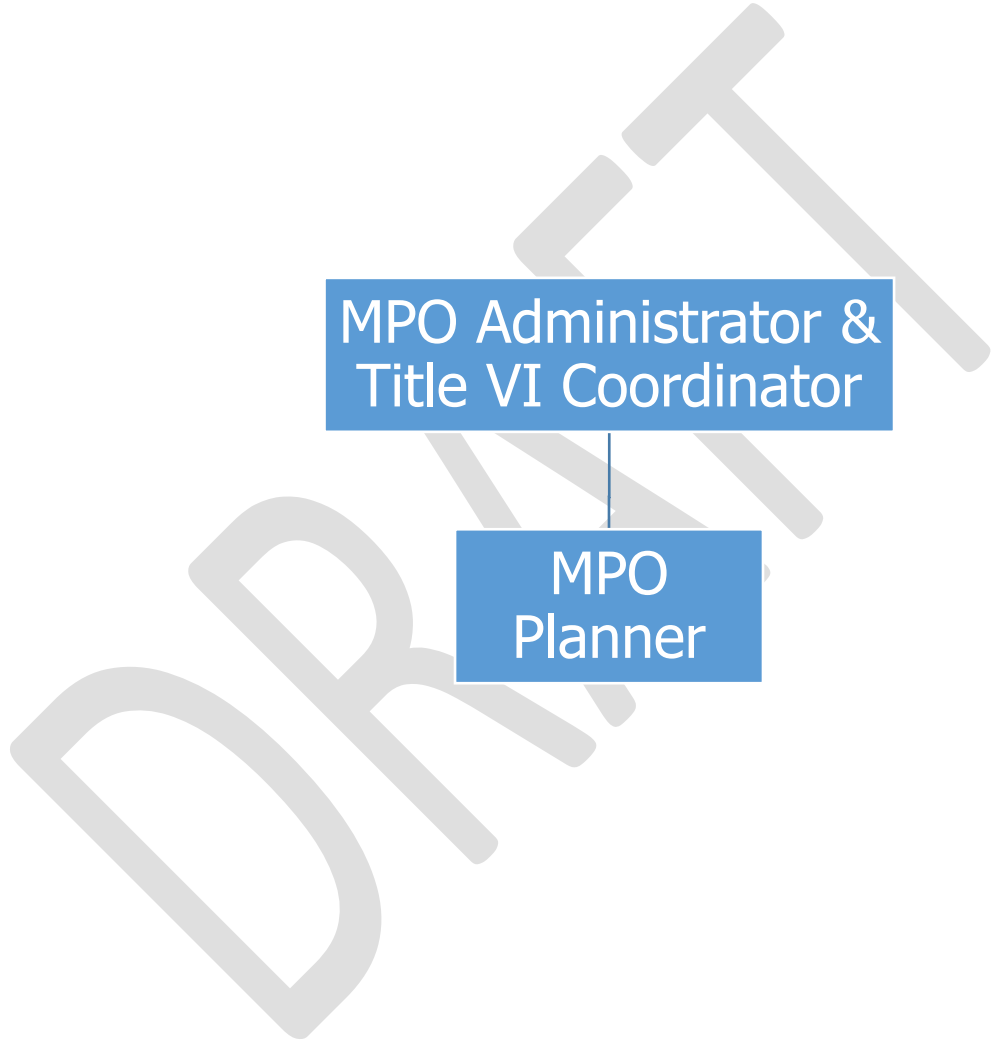 MPO Administrator &
Title VI Coordinator
MPO
Planner
DRAFT